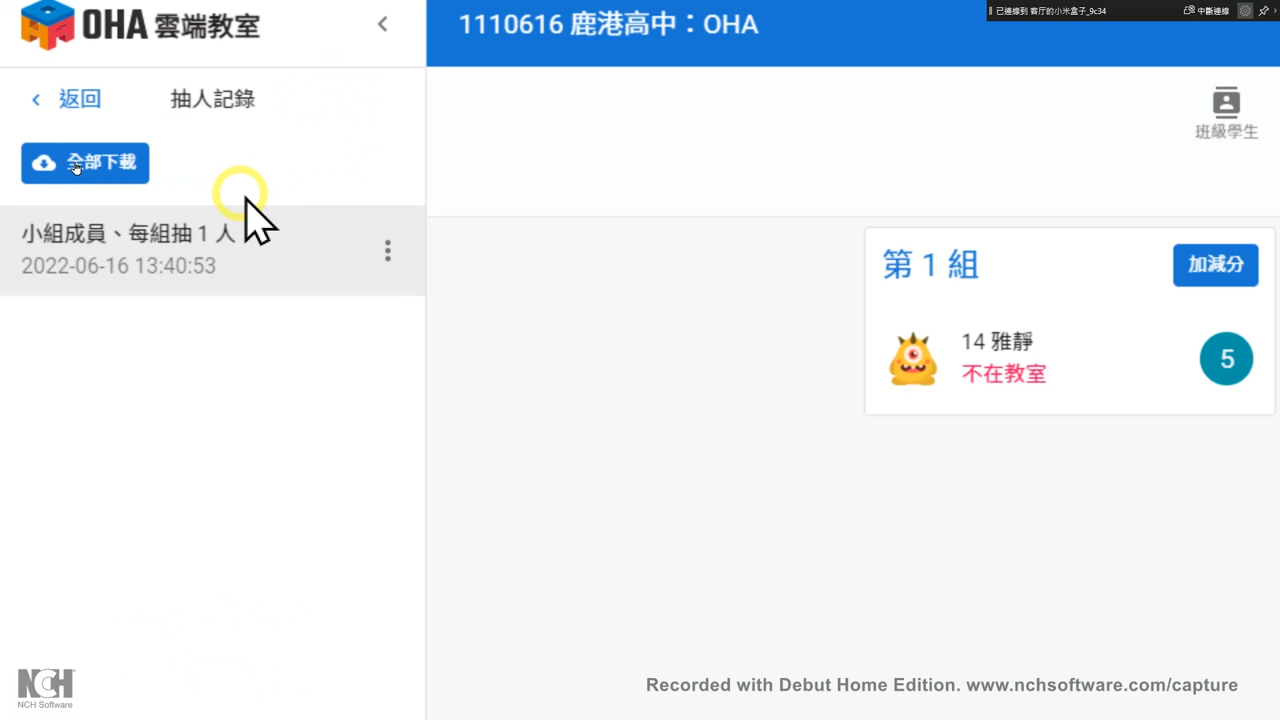 已連線到 客厅的小米盒子_9c34
中斷連線
OHA 雲端教室
1110616 鹿港高中：OHA
返回
抽人記錄
全部下載
班級學生
小組成員、每組抽 1 人
2022-06-16 13:40:53
第 1 組
加減分
14 雅靜
不在教室
5
NCH
NCH Software
Recorded with Debut Home Edition. www.nchsoftware.com/capture